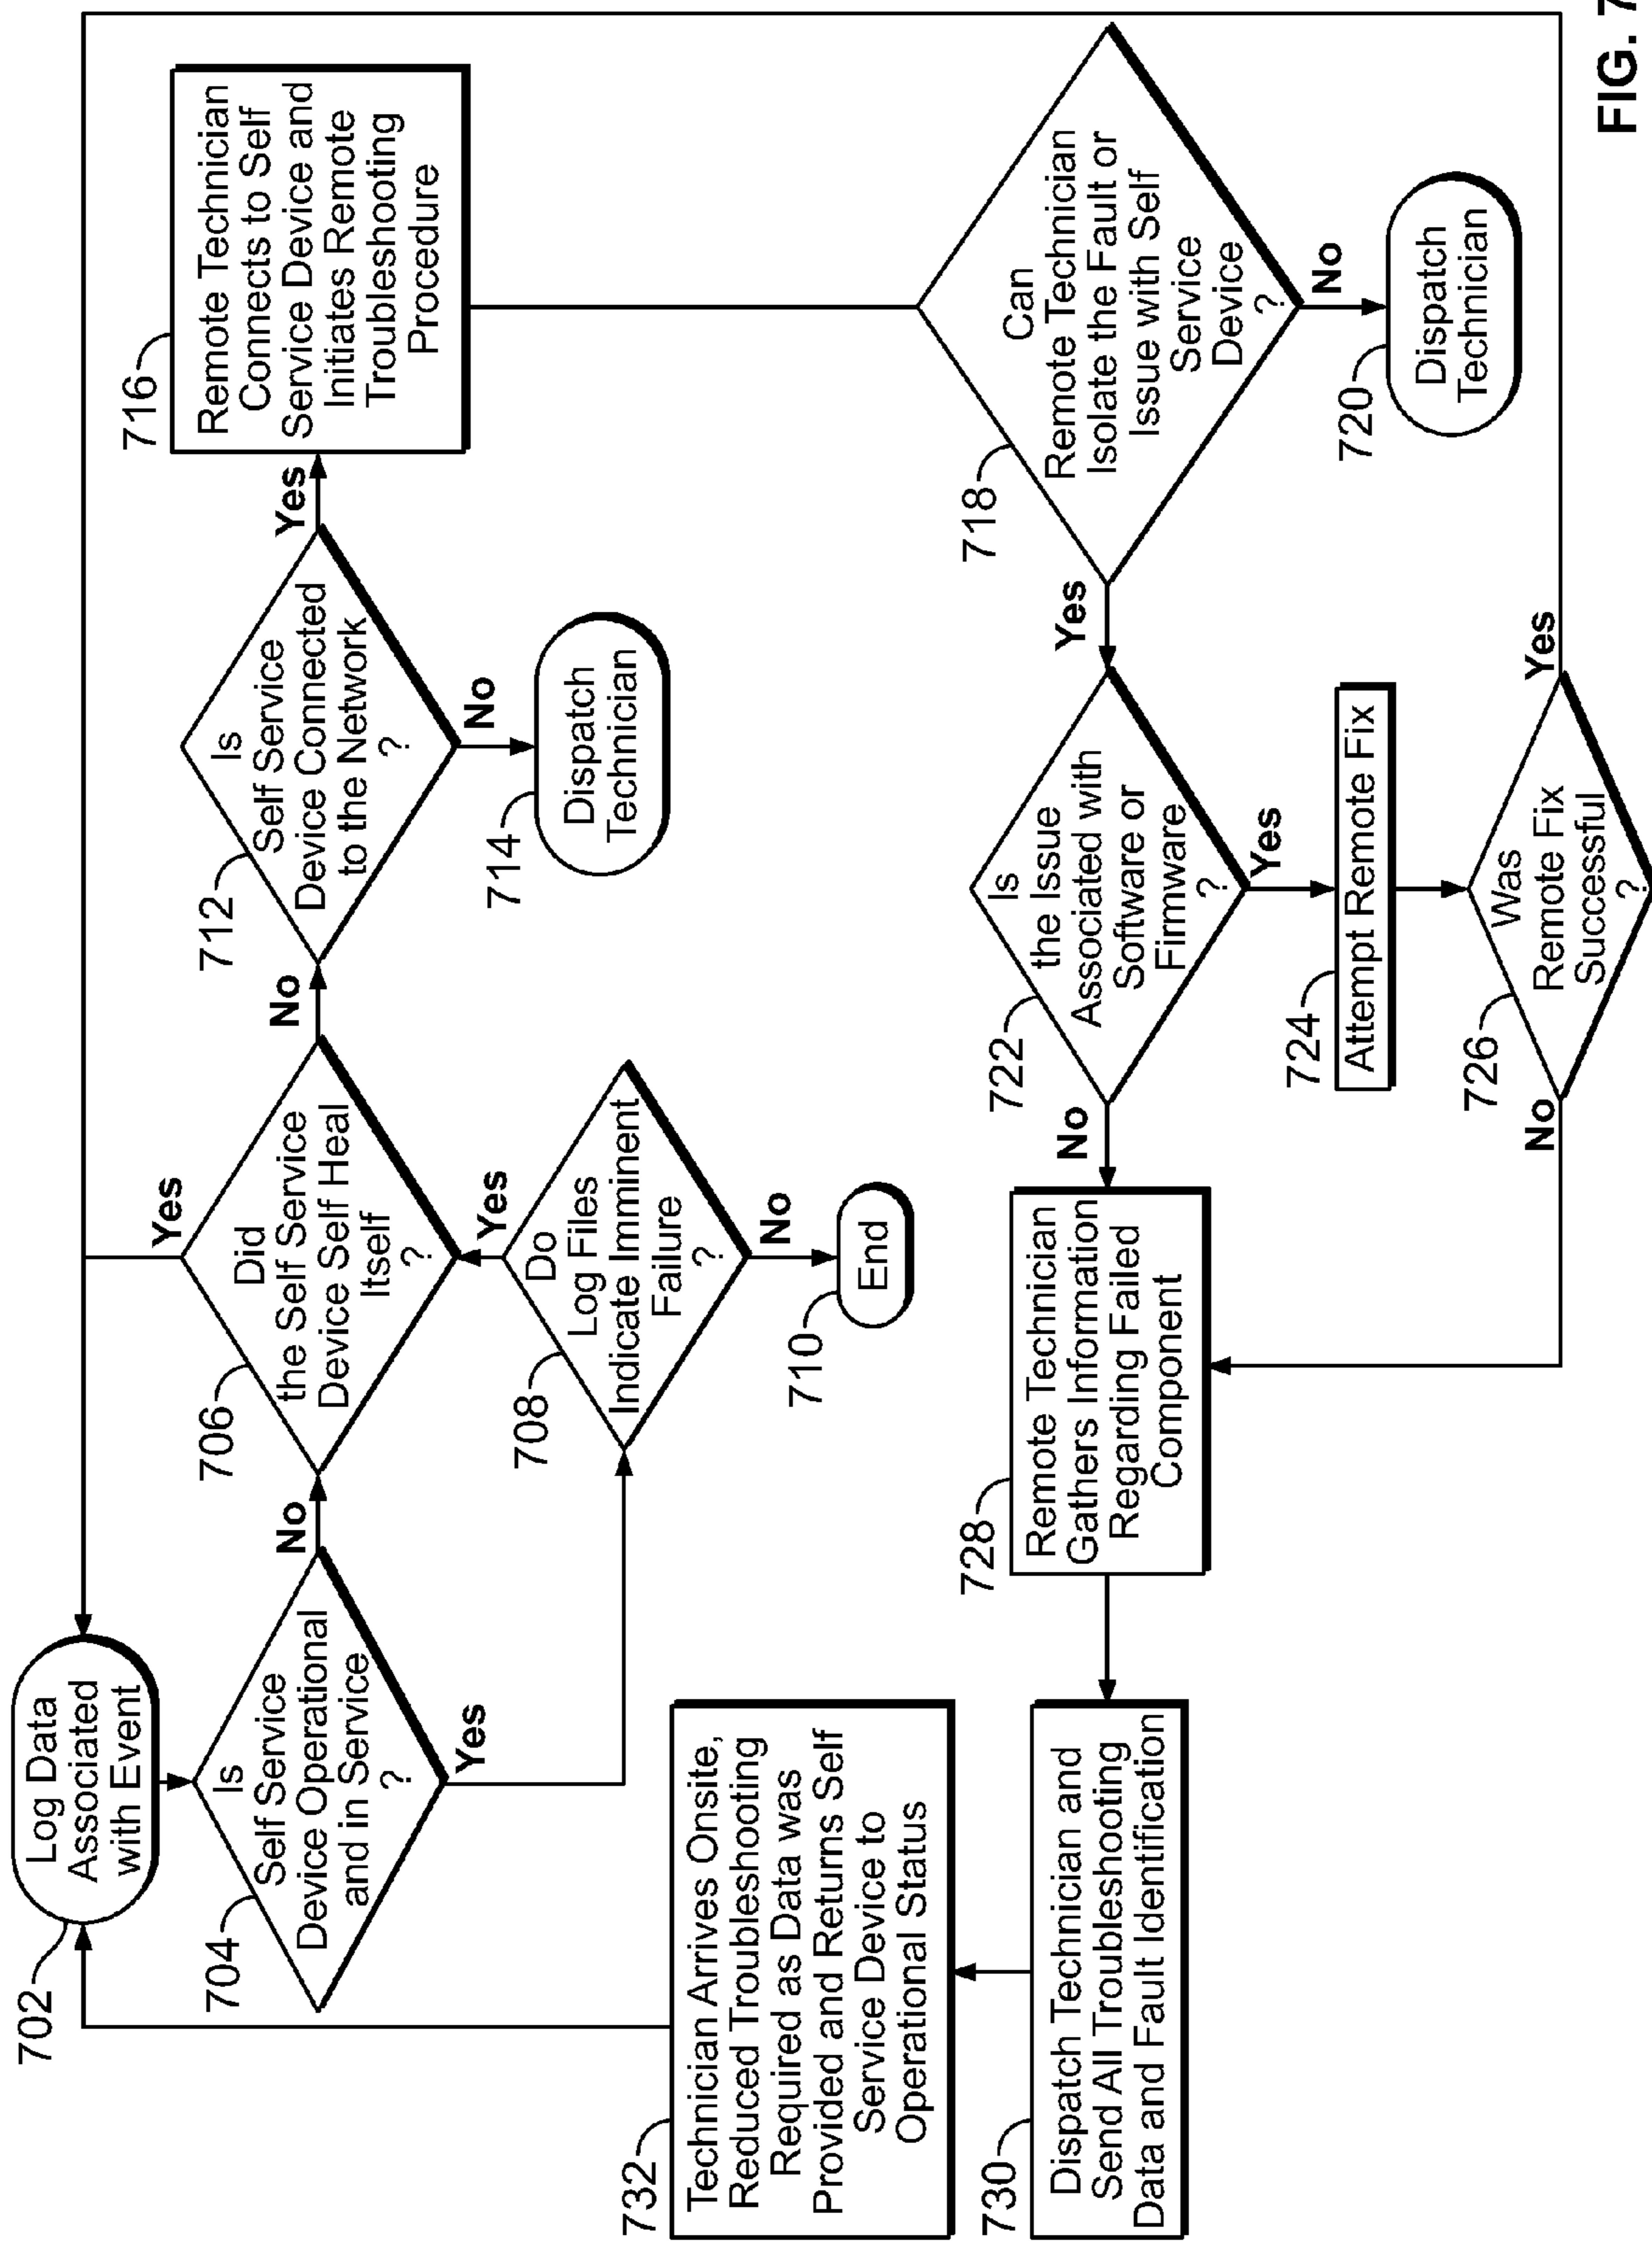 702
Log Data
Associated
with Event
704
Is
Self Service
Device Operational
and in Service
?
No
Yes
706
Did
the Self Service
Device Self Heal
Itself
?
Yes
No
708
Do
Log Files
Indicate Imminent
Failure
?
Yes
No
710
End
712
Is
Self Service
Device Connected
to the Network
?
Yes
No
714
Dispatch
Technician
716
Remote Technician
Connects to Self
Service Device and
Initiates Remote
Troubleshooting
Procedure
718
Can
Remote Technician
Isolate the Fault or
Issue with Self
Service
Device
?
Yes
No
720
Dispatch
Technician
722
Is
the Issue
Associated with
Software or
Firmware
?
No
Yes
724
Attempt Remote Fix
726
Was
Remote Fix
Successful
?
No
Yes
728
Remote Technician
Gathers Information
Regarding Failed
Component
730
Dispatch Technician and
Send All Troubleshooting
Data and Fault Identification
732
Technician Arrives Onsite,
Reduced Troubleshooting
Required as Data was
Provided and Returns Self
Service Device to
Operational Status
FIG. 7